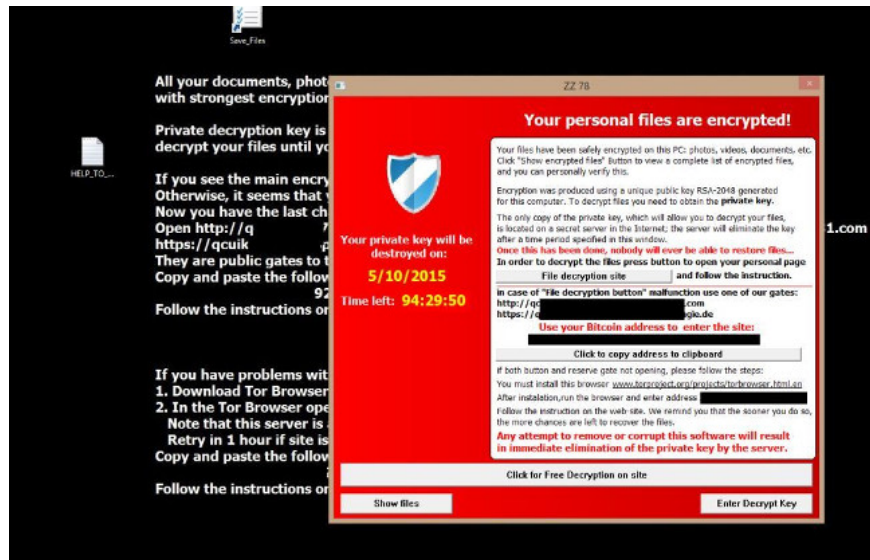 Save_Files
HELP_TO_...
All your documents, phot
with strongest encryption
Private decryption key is
decrypt your files until yo
If you see the main encry
Otherwise, it seems that
Now you have the last ch
Open http://q
1.com
https://qcuik
They are public gates to t
Copy and paste the follow
92
Follow the instructions on
If you have problems wit
1. Download Tor Browser
2. In the Tor Browser ope
Note that this server is
Retry in 1 hour if site is
Copy and paste the follow
Follow the instructions on
ZZ 78
Your private key will be
destroyed on:
5/10/2015
Time left: 94:29:50
Your personal files are encrypted!
Your files have been safely encrypted on this PC: photos, videos, documents, etc.
Click "Show encrypted files" Button to view a complete list of encrypted files,
and you can personally verify this.
Encryption was produced using a unique public key RSA-2048 generated
for this computer. To decrypt files you need to obtain the private key.
The only copy of the private key, which will allow you to decrypt your files,
is located on a secret server in the Internet; the server will eliminate the key
after a time period specified in this window.
Once this has been done, nobody will ever be able to restore files...
In order to decrypt the files press button to open your personal page
File decryption site and follow the instruction.
in case of "File decryption button" malfunction use one of our gates:
http://qc .com
https://q gie.de
Use your Bitcoin address to enter the site:
Click to copy address to clipboard
if both button and reserve gate not opening, please follow the steps:
You must install this browser www.torproject.org/projects/torbrowser.html.en
After instalation,run the browser and enter address
Follow the instruction on the web-site. We remind you that the sooner you do so,
the more chances are left to recover the files.
Any attempt to remove or corrupt this software will result
in immediate elimination of the private key by the server.
Click for Free Decryption on site
Show files
Enter Decrypt Key